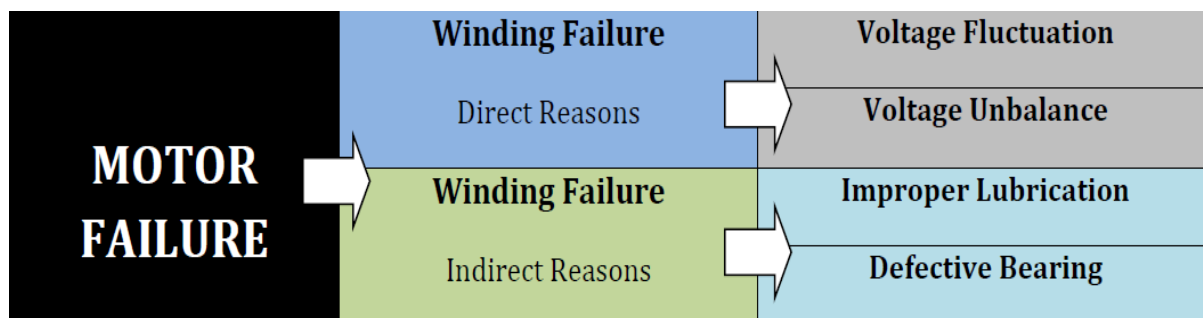 MOTOR
FAILURE
Winding Failure
Direct Reasons
Voltage Fluctuation
Voltage Unbalance
Winding Failure
Indirect Reasons
Improper Lubrication
Defective Bearing